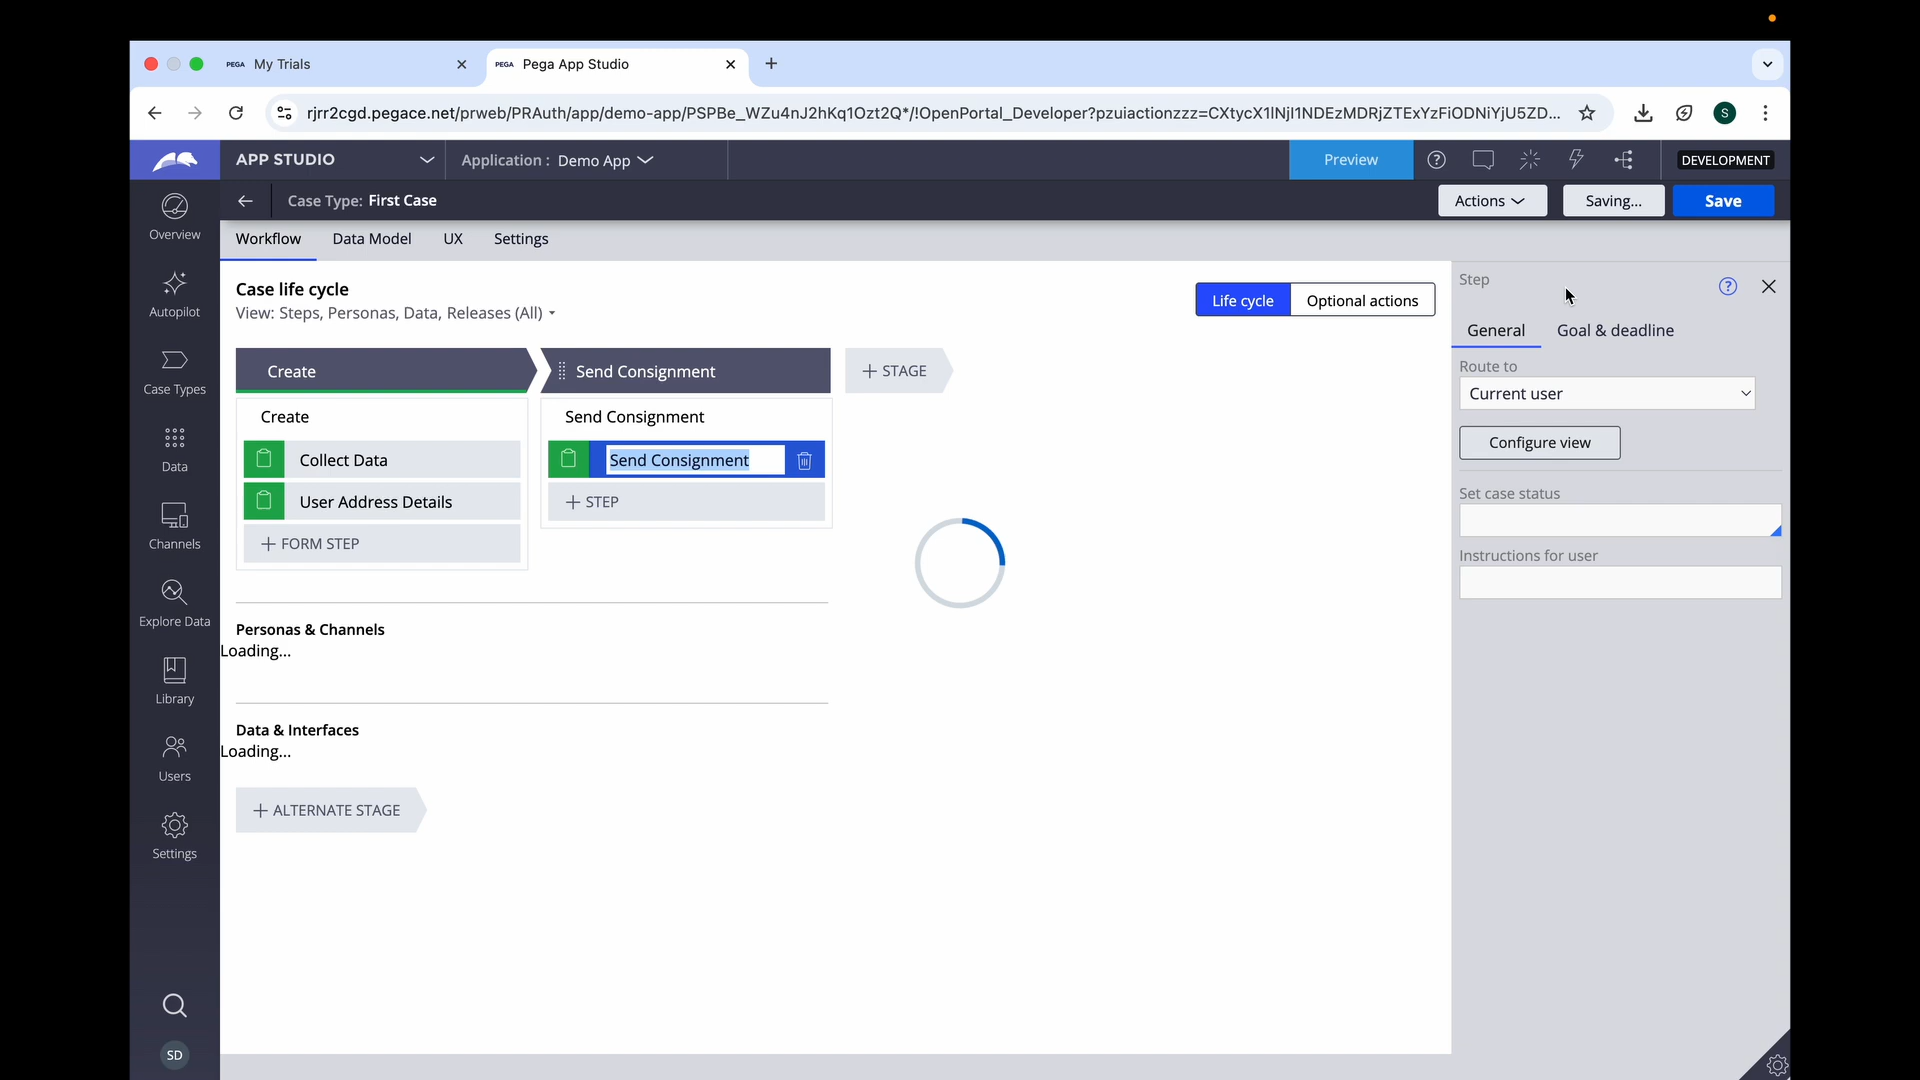 PEGA My Trials
PEGA Pega App Studio
rjrr2cgd.pegace.net/prweb/PRAuth/app/demo-app/PSPBe_WZu4nJ2hKq1Ozt2Q*/!OpenPortal_Developer?pzuiactionzzz=CXtycX1lNjI1NDEzMDRjZTExYzFiODNiYjU5ZD...
S
APP STUDIO
Application : Demo App
Preview
DEVELOPMENT
Case Type: First Case
Actions
Saving...
Save
Overview
Autopilot
Case Types
Data
Channels
Explore Data
Library
Users
Settings
SD
Workflow
Data Model
UX
Settings
Case life cycle
View: Steps, Personas, Data, Releases (All)
Life cycle
Optional actions
Create
Send Consignment
+ STAGE
Create
Collect Data
User Address Details
+ FORM STEP
Send Consignment
Send Consignment
+ STEP
Personas & Channels
Loading...
Data & Interfaces
Loading...
+ ALTERNATE STAGE
Step
?
General
Goal & deadline
Route to
Current user
Configure view
Set case status
Instructions for user